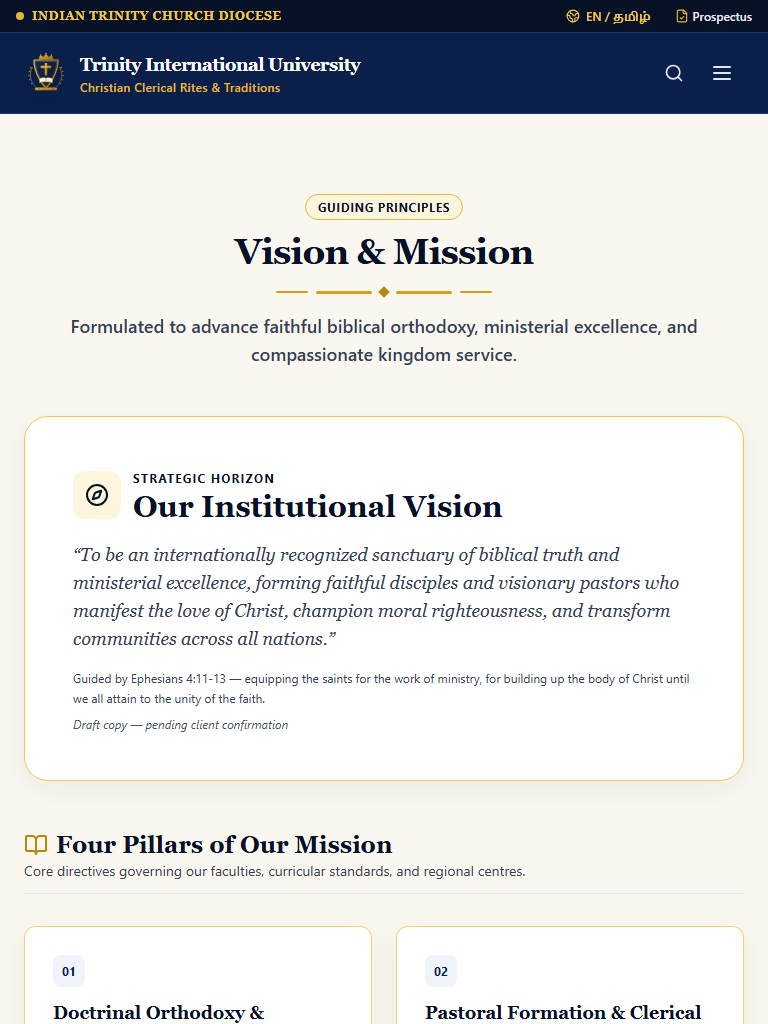 INDIAN TRINITY CHURCH DIOCESE
EN / தமிழ்
Prospectus
Trinity International University
Christian Clerical Rites & Traditions
GUIDING PRINCIPLES
Vision & Mission
Formulated to advance faithful biblical orthodoxy, ministerial excellence, and
compassionate kingdom service.
STRATEGIC HORIZON
Our Institutional Vision
“To be an internationally recognized sanctuary of biblical truth and
ministerial excellence, forming faithful disciples and visionary pastors who
manifest the love of Christ, champion moral righteousness, and transform
communities across all nations.”
Guided by Ephesians 4:11-13 — equipping the saints for the work of ministry, for building up the body of Christ until
we all attain to the unity of the faith.
Draft copy — pending client confirmation
Four Pillars of Our Mission
Core directives governing our faculties, curricular standards, and regional centres.
01
Doctrinal Orthodoxy &
02
Pastoral Formation & Clerical